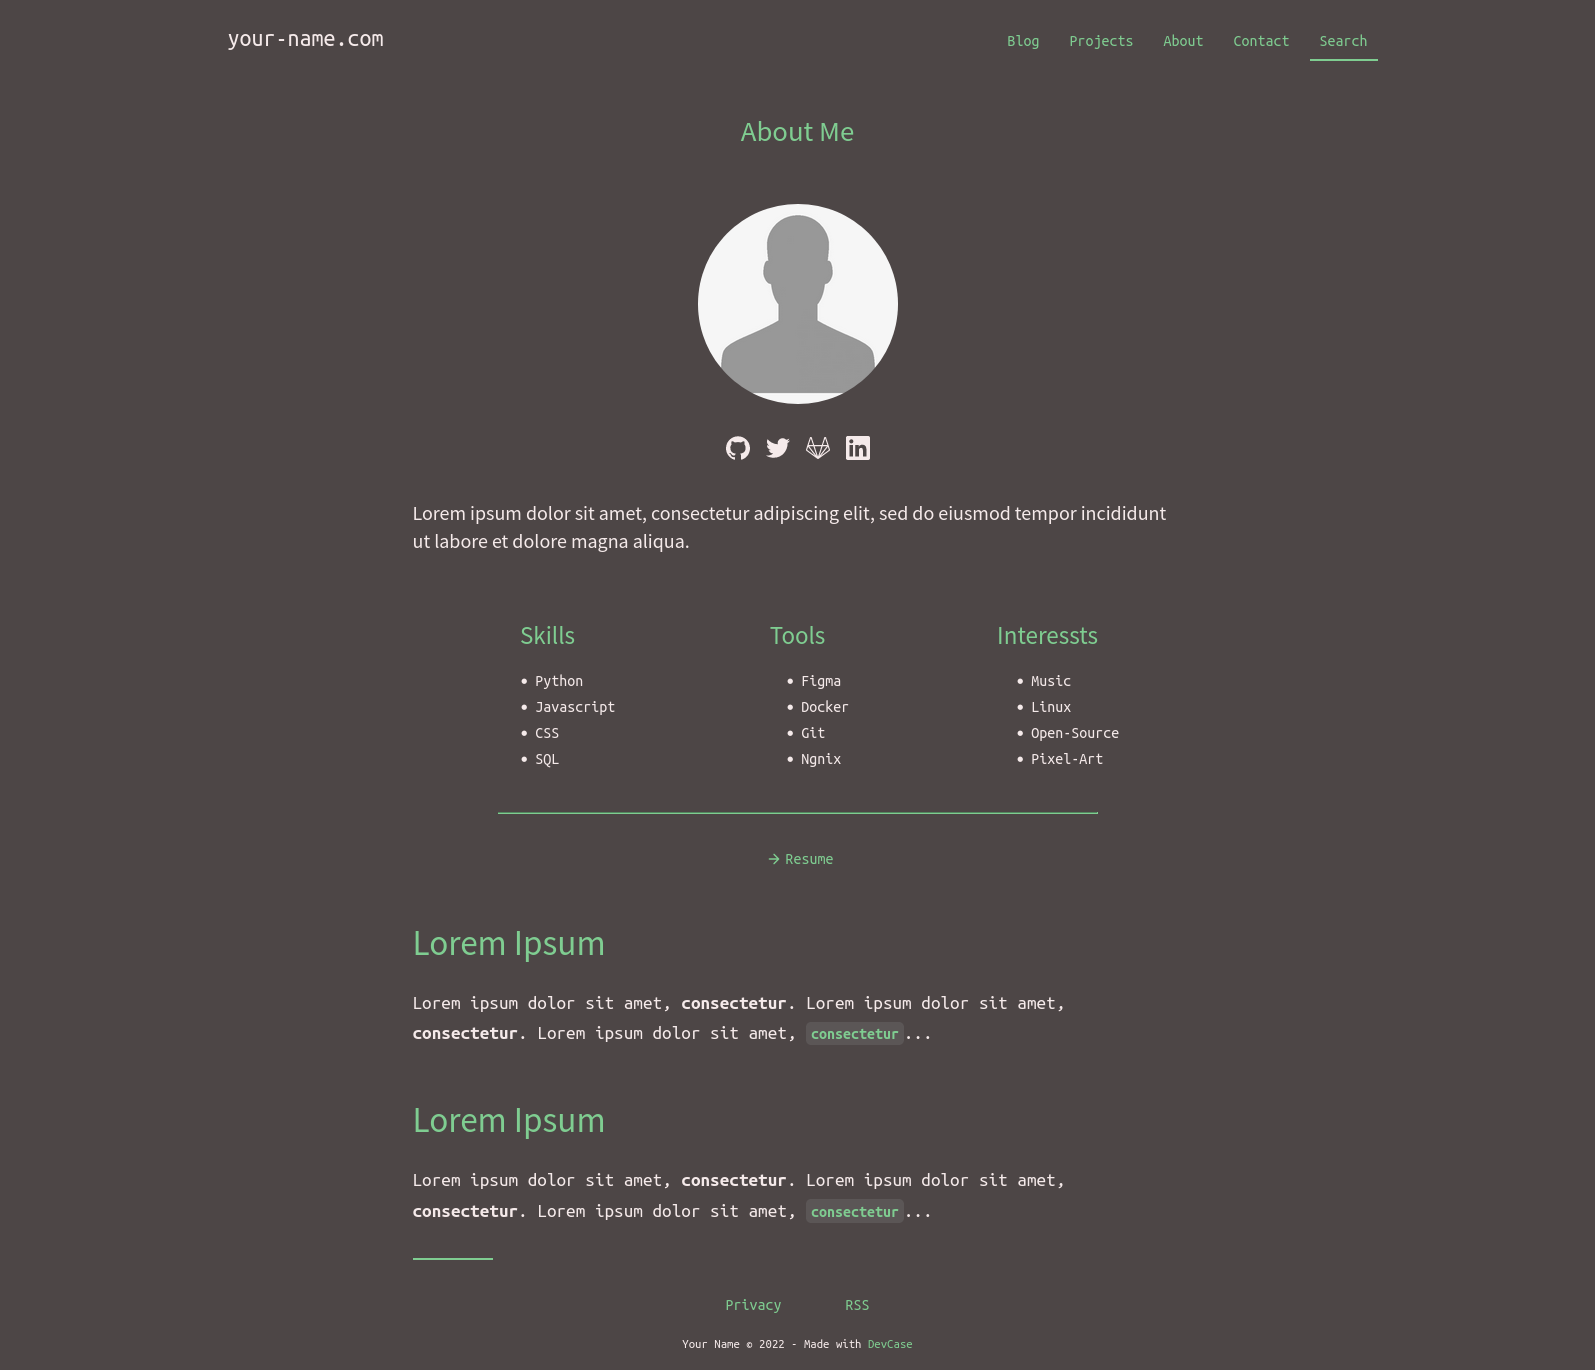 your-name.com
Blog Projects About Contact Search
About Me
Lorem ipsum dolor sit amet, consectetur adipiscing elit, sed do eiusmod tempor incididunt
ut labore et dolore magna aliqua.
Skills
• Python
• Javascript
• CSS
• SQL
Tools
• Figma
• Docker
• Git
• Ngnix
Interessts
• Music
• Linux
• Open-Source
• Pixel-Art
→ Resume
Lorem Ipsum
Lorem ipsum dolor sit amet, consectetur. Lorem ipsum dolor sit amet,
consectetur. Lorem ipsum dolor sit amet, consectetur...
Lorem Ipsum
Lorem ipsum dolor sit amet, consectetur. Lorem ipsum dolor sit amet,
consectetur. Lorem ipsum dolor sit amet, consectetur...
Privacy RSS
Your Name © 2022 - Made with DevCase